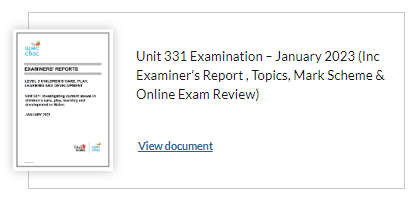 wjec
cbac
EXAMINERS' REPORTS
LEVEL 3 CHILDREN'S CARE, PLAY,
LEARNING AND DEVELOPMENT
Unit 331: Investigating current issues in
children's care, play, learning and
development in Wales
JANUARY 2023
Unit 331 Examination – January 2023 (Inc
Examiner's Report , Topics, Mark Scheme &
Online Exam Review)
View document